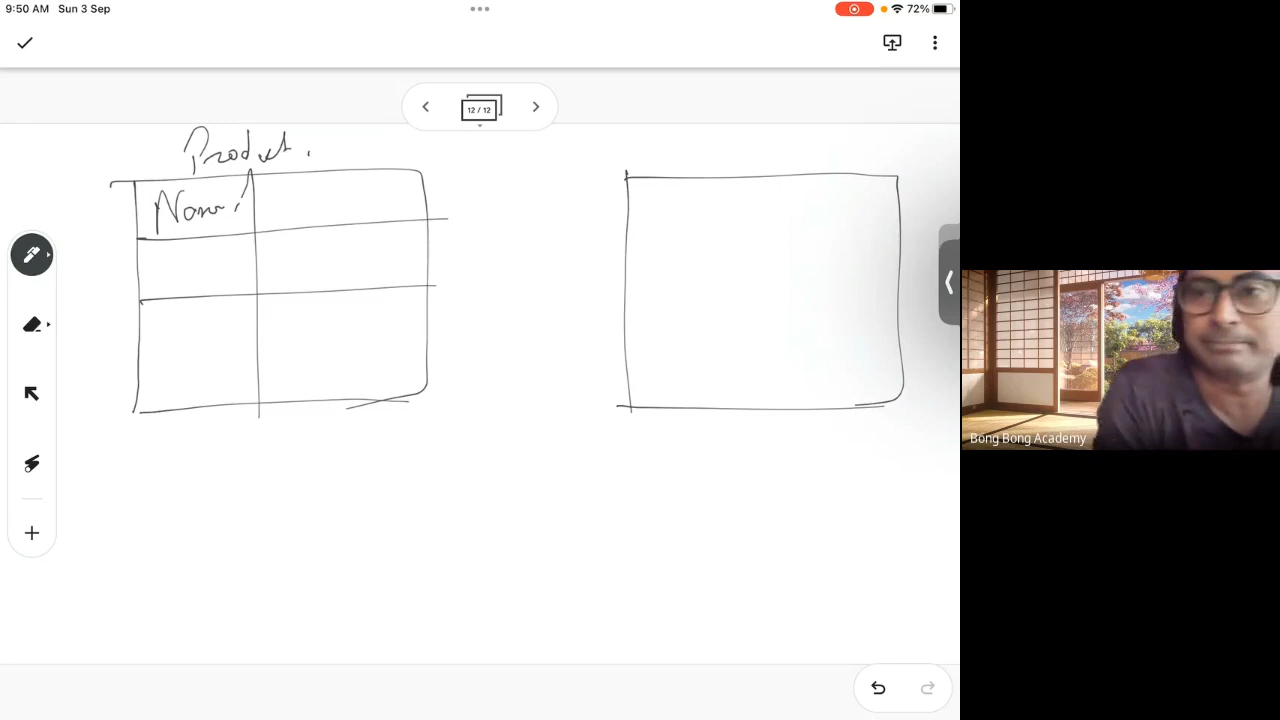 9:50 AM Sun 3 Sep
72%
12 / 12
Product.
Name
Bong Bong Academy